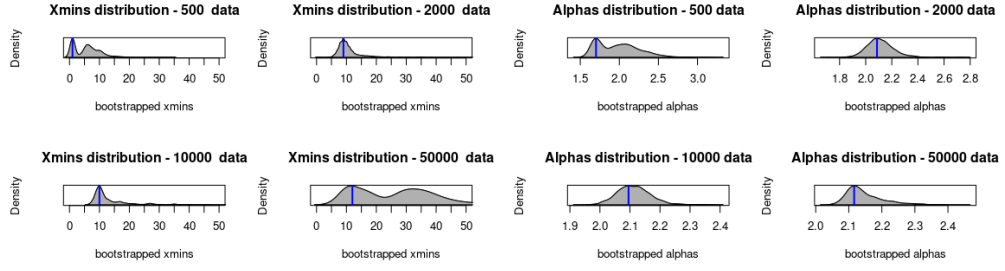 Xmins distribution - 500 data
Density
0 10 20 30 40 50
bootstrapped xmins
Xmins distribution - 2000 data
Density
0 10 20 30 40 50
bootstrapped xmins
Alphas distribution - 500 data
Density
1.5 2.0 2.5 3.0
bootstrapped alphas
Alphas distribution - 2000 data
Density
1.8 2.0 2.2 2.4 2.6 2.8
bootstrapped alphas
Xmins distribution - 10000 data
Density
0 10 20 30 40 50
bootstrapped xmins
Xmins distribution - 50000 data
Density
0 10 20 30 40 50
bootstrapped xmins
Alphas distribution - 10000 data
Density
1.9 2.0 2.1 2.2 2.3 2.4
bootstrapped alphas
Alphas distribution - 50000 data
Density
2.0 2.1 2.2 2.3 2.4
bootstrapped alphas